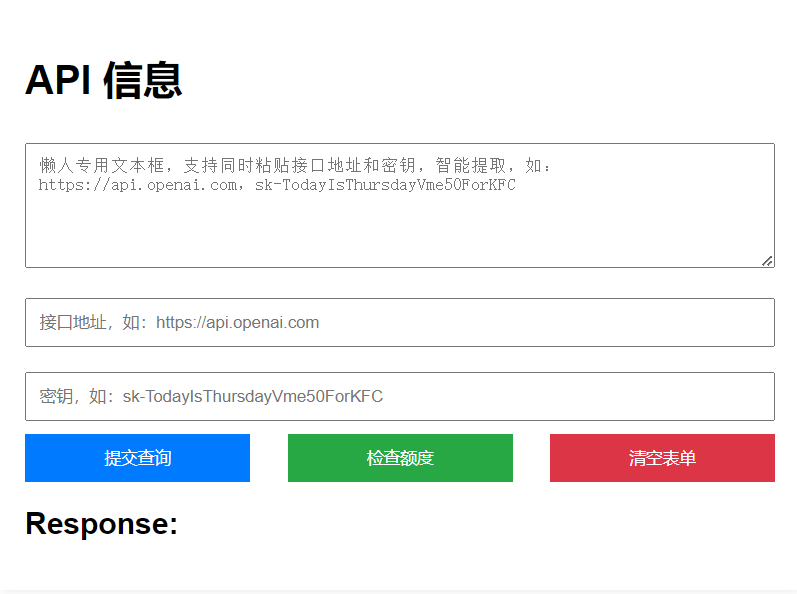 API 信息
懒人专用文本框，支持同时粘贴接口地址和密钥，智能提取，如：
https://api.openai.com，sk-TodayIsThursdayVme50ForKFC
接口地址，如：https://api.openai.com
密钥，如：sk-TodayIsThursdayVme50ForKFC
提交查询
检查额度
清空表单
Response: